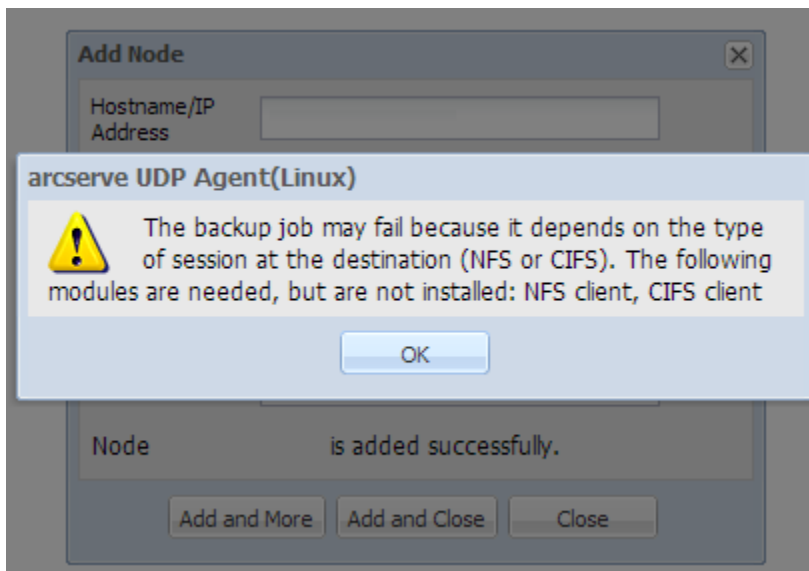 Add Node
Hostname/IP
Address
arcserve UDP Agent(Linux)
The backup job may fail because it depends on the type
of session at the destination (NFS or CIFS). The following
modules are needed, but are not installed: NFS client, CIFS client
OK
Node is added successfully.
Add and More Add and Close Close